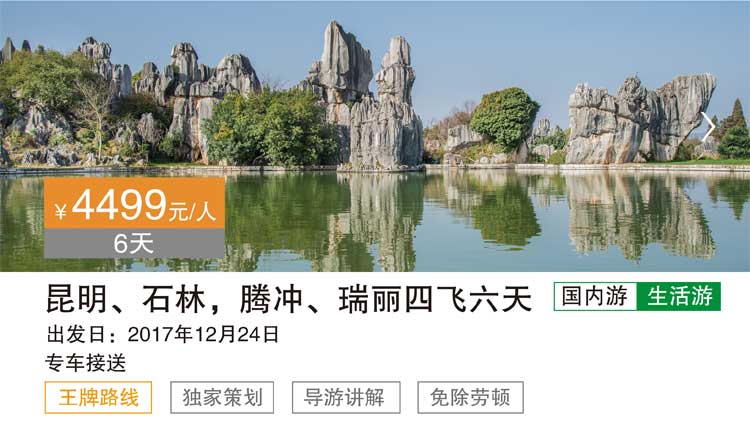 ¥4499元/人
6天
昆明、石林，腾冲、瑞丽四飞六天 国内游 生活游
出发日：2017年12月24日
专车接送
王牌路线 独家策划 导游讲解 免除劳顿